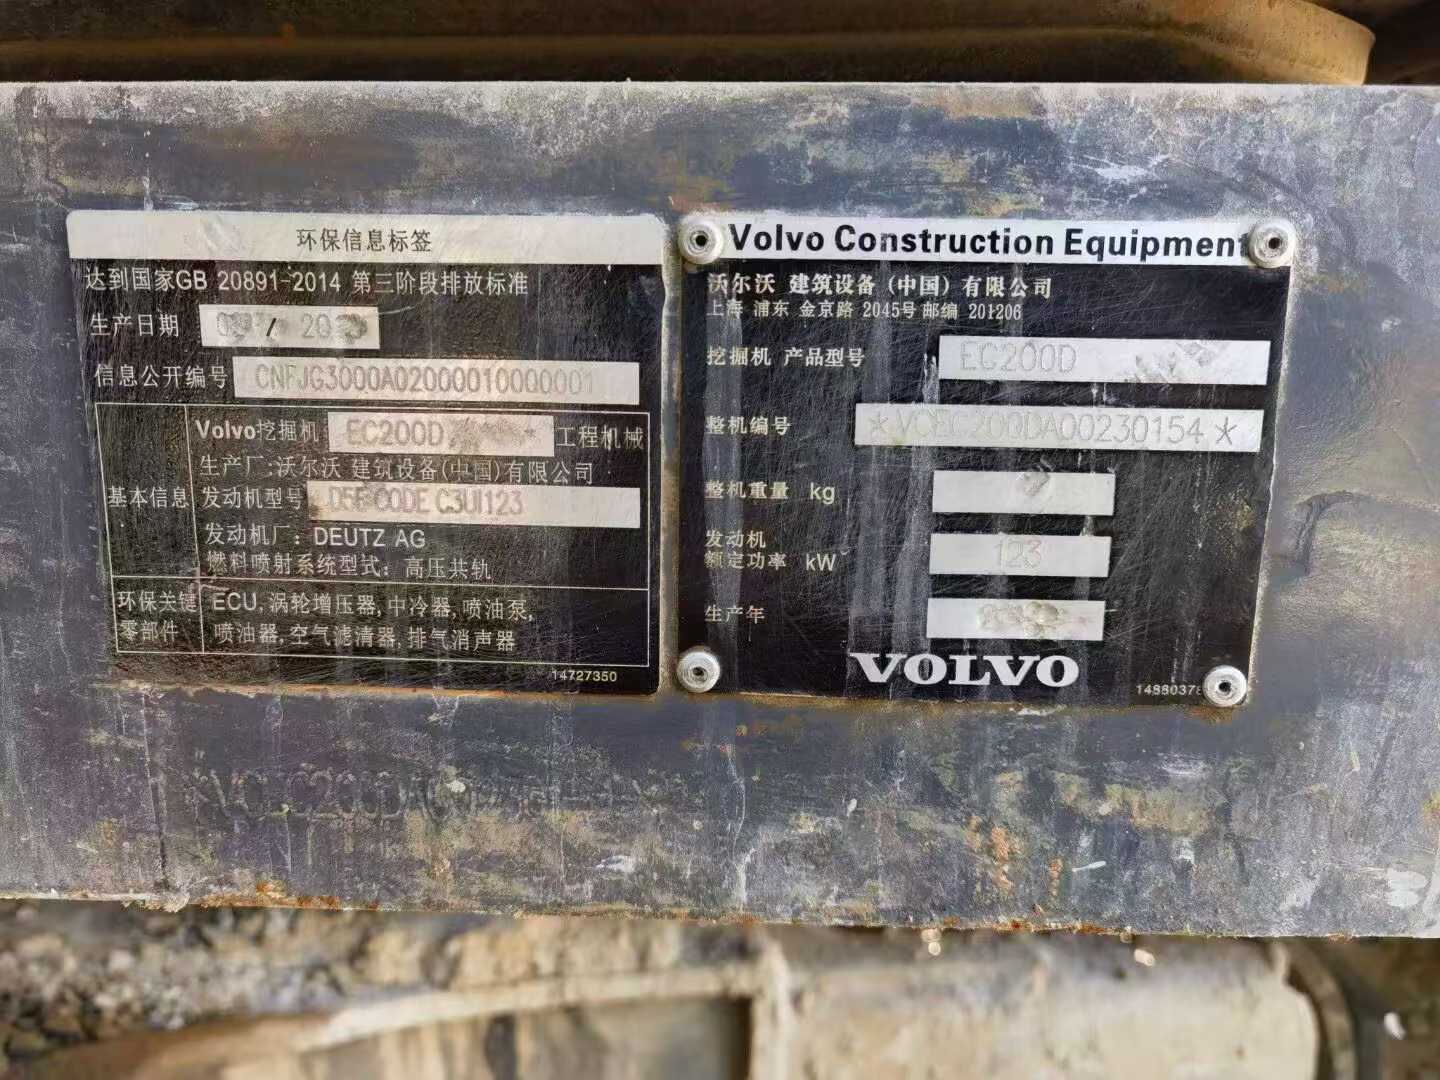 环保信息标签
达到国家GB 20891-2014 第三阶段排放标准
生产日期
信息公开编号 CNFJG3000A02000010000001
基本信息
Volvo挖掘机 EC200D 工程机械
生产厂:沃尔沃 建筑设备(中国)有限公司
发动机型号 D5E CODE C3UI123
发动机厂: DEUTZ AG
燃料喷射系统型式: 高压共轨
环保关键零部件
ECU,涡轮增压器,中冷器,喷油泵,
喷油器,空气滤清器,排气消声器
14727350
Volvo Construction Equipment
沃尔沃 建筑设备(中国)有限公司
上海 浦东 金京路 2045号 邮编 201206
挖掘机 产品型号 EC200D
整机编号 *VCEC200DA00230154*
整机重量 kg
发动机
额定功率 kW 123
生产年
VOLVO